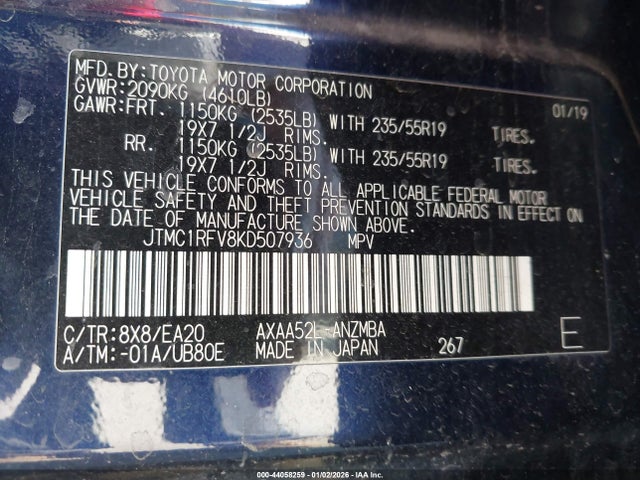 MFD. BY: TOYOTA MOTOR CORPORATION 01/19
GVWR: 2090KG (4610LB)
GAWR: FRT. 1150KG (2535LB) WITH 235/55R19 TIRES.
19X7 1/2J RIMS.
RR. 1150KG (2535LB) WITH 235/55R19 TIRES.
19X7 1/2J RIMS.
THIS VEHICLE CONFORMS TO ALL APPLICABLE FEDERAL MOTOR
VEHICLE SAFETY AND THEFT PREVENTION STANDARDS IN EFFECT ON
THE DATE OF MANUFACTURE SHOWN ABOVE.
JTMC1RFV8KD507936 MPV
C/TR: 8X8/EA20 AXAA52L-ANZMBA
A/TM: -01A/UB80E MADE IN JAPAN 267 E
000-44058259 - 01/02/2026 - IAA Inc.